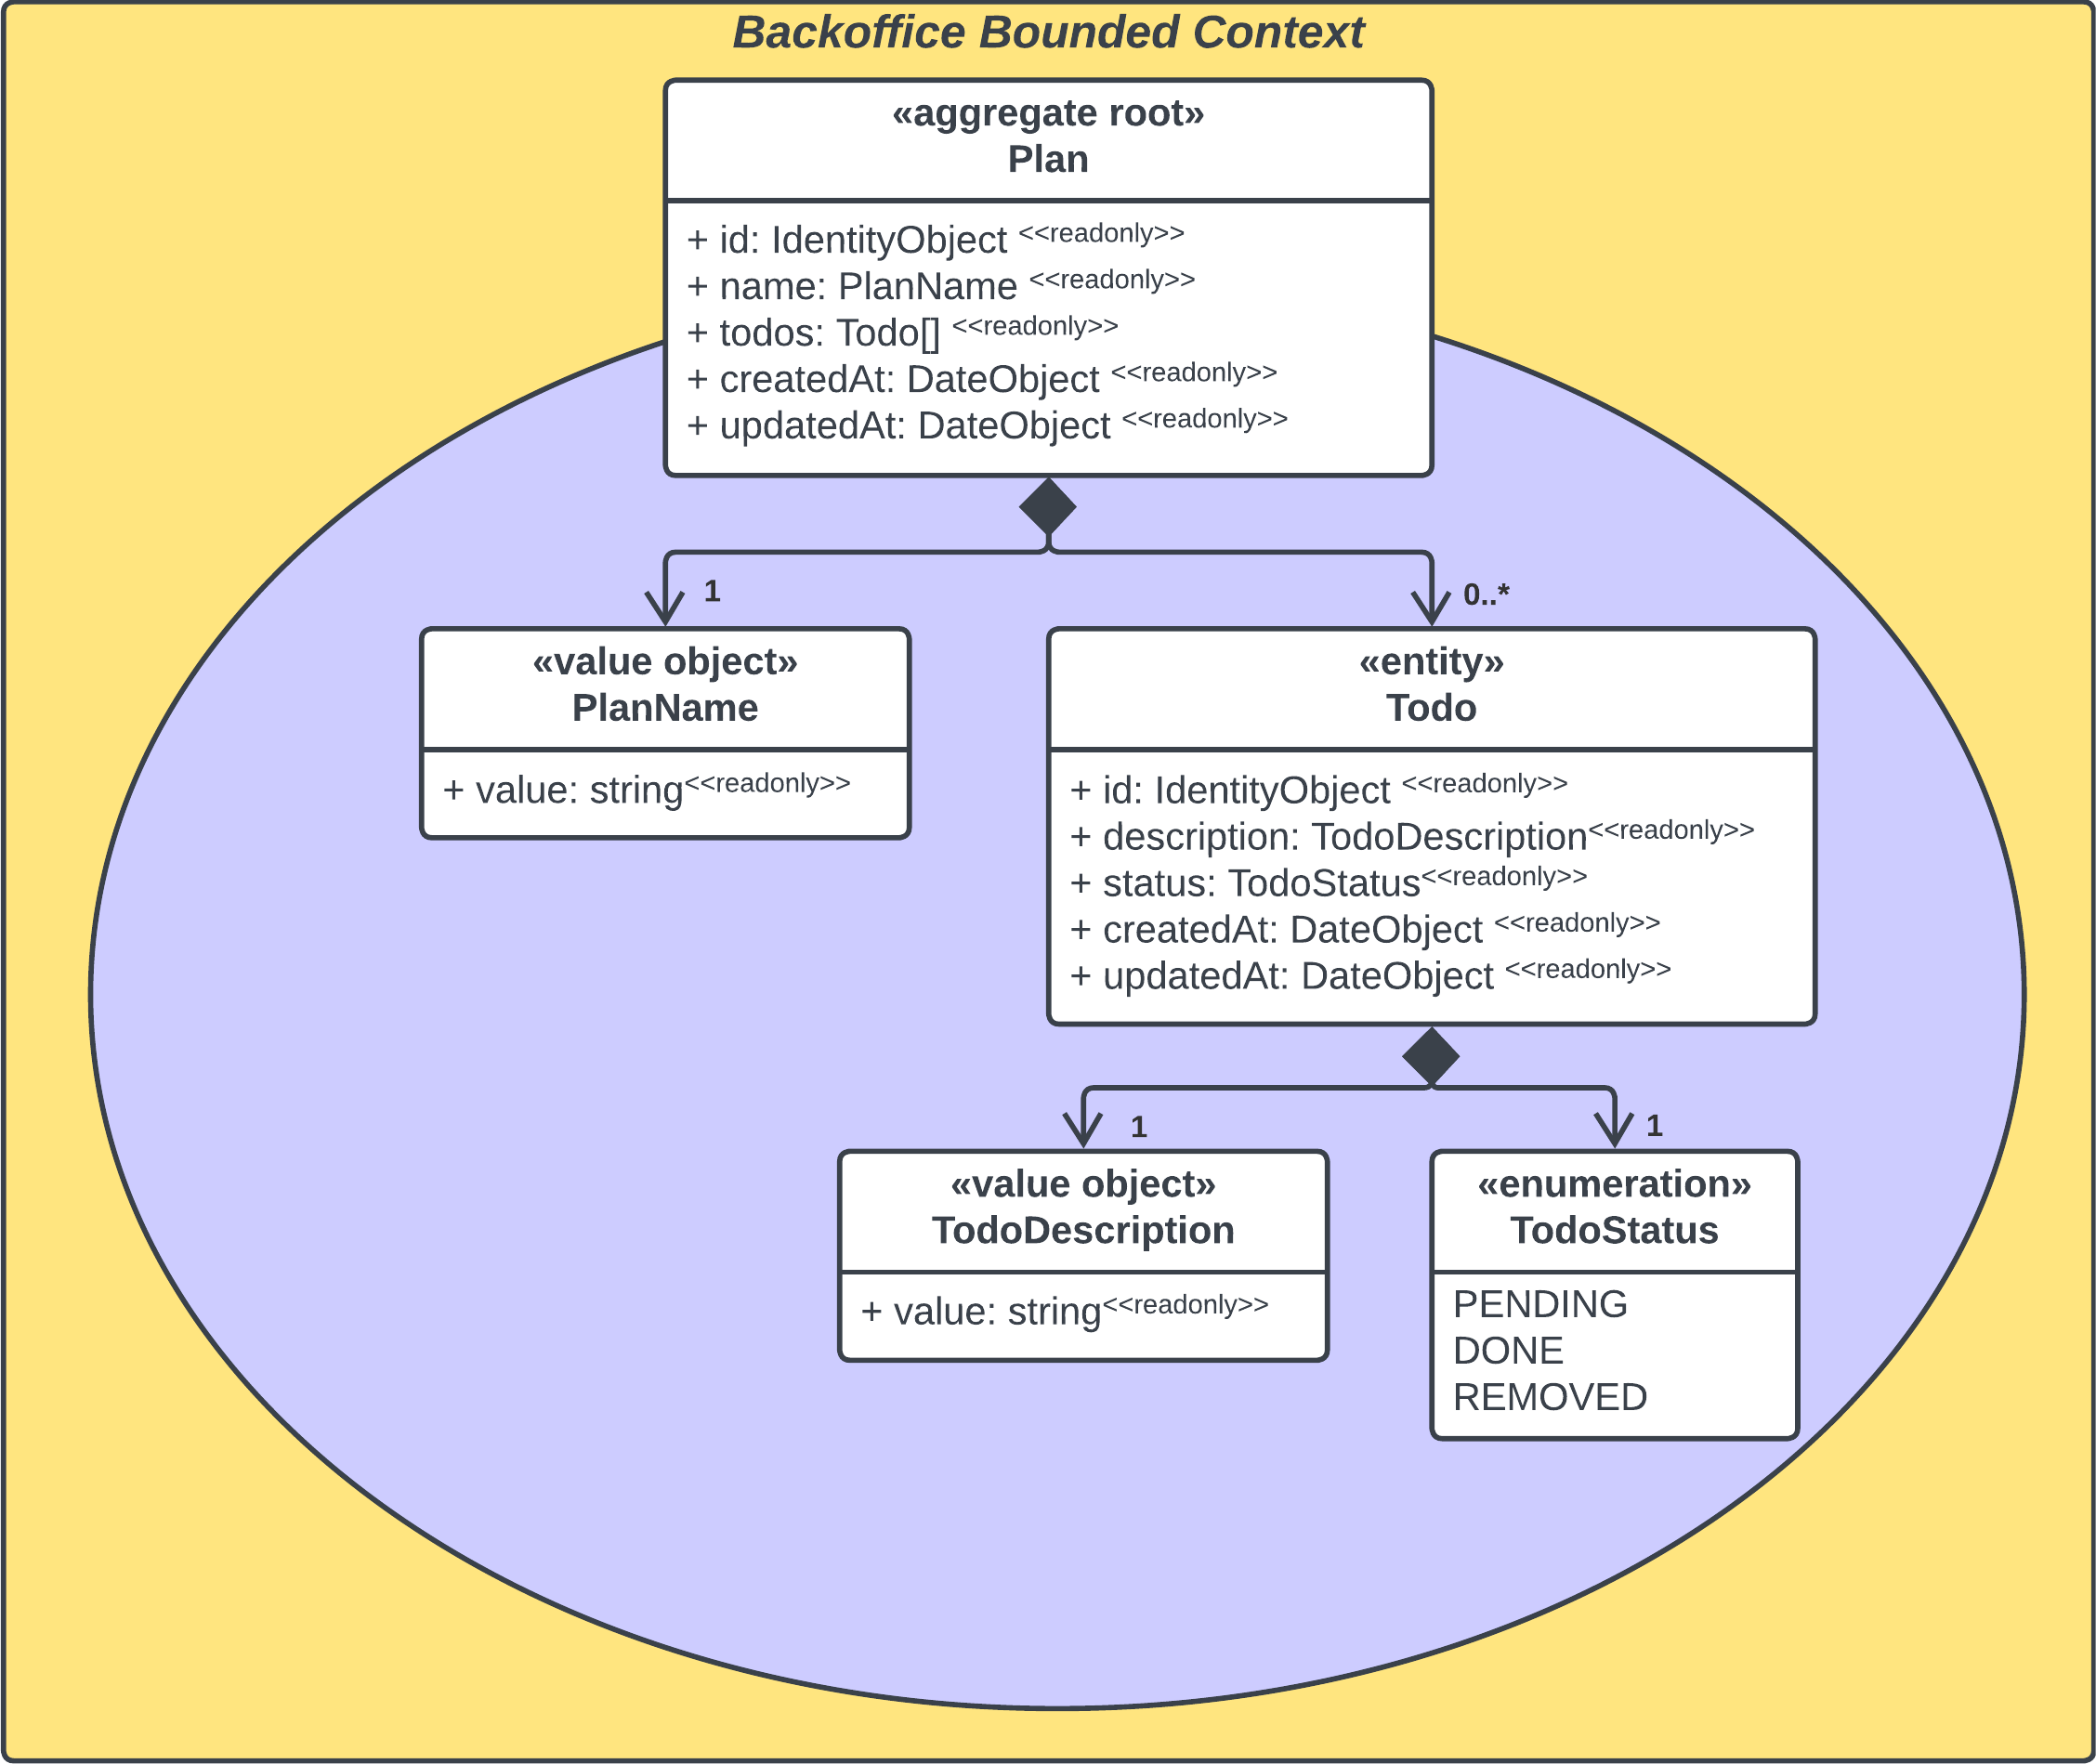 Backoffice Bounded Context
«aggregate root»
Plan
+ id: IdentityObject <<readonly>>
+ name: PlanName <<readonly>>
+ todos: Todo[] <<readonly>>
+ createdAt: DateObject <<readonly>>
+ updatedAt: DateObject <<readonly>>
1
0..*
«value object»
PlanName
+ value: string<<readonly>>
«entity»
Todo
+ id: IdentityObject <<readonly>>
+ description: TodoDescription<<readonly>>
+ status: TodoStatus<<readonly>>
+ createdAt: DateObject <<readonly>>
+ updatedAt: DateObject <<readonly>>
1
1
«value object»
TodoDescription
+ value: string<<readonly>>
«enumeration»
TodoStatus
PENDING
DONE
REMOVED